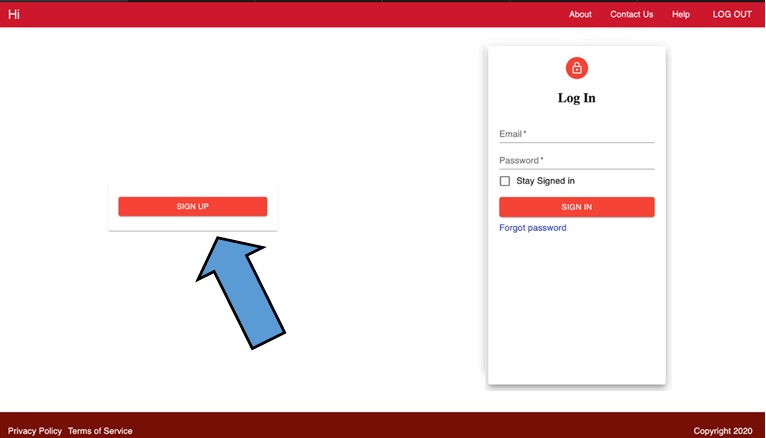 Hi
About Contact Us Help LOG OUT
SIGN UP
Log In
Email *
Password *
Stay Signed in
SIGN IN
Forgot password
Privacy Policy Terms of Service
Copyright 2020